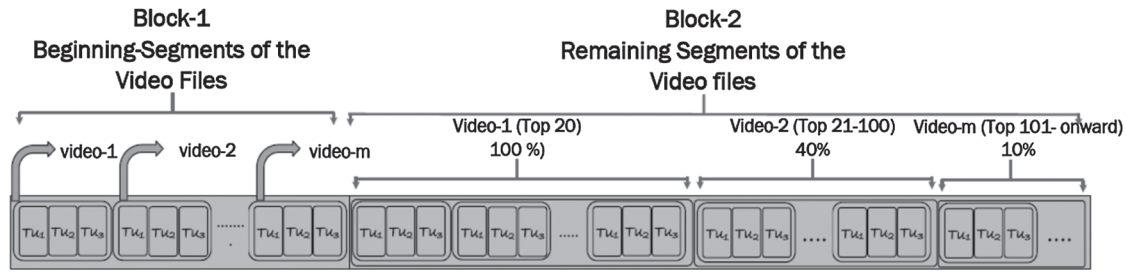 Block-1
Beginning-Segments of the
Video Files
Block-2
Remaining Segments of the
Video files
video-1
video-2
video-m
Video-1 (Top 20)
100 %)
Video-2 (Top 21-100)
40%
Video-m (Top 101- onward)
10%
Tu1 Tu2 Tu3 Tu1 Tu2 Tu3 ....... . Tu1 Tu2 Tu3 Tu1 Tu2 Tu3 Tu1 Tu2 Tu3 ..... Tu1 Tu2 Tu3 Tu1 Tu2 Tu3 .... Tu1 Tu2 Tu3 Tu1 Tu2 Tu3 ....